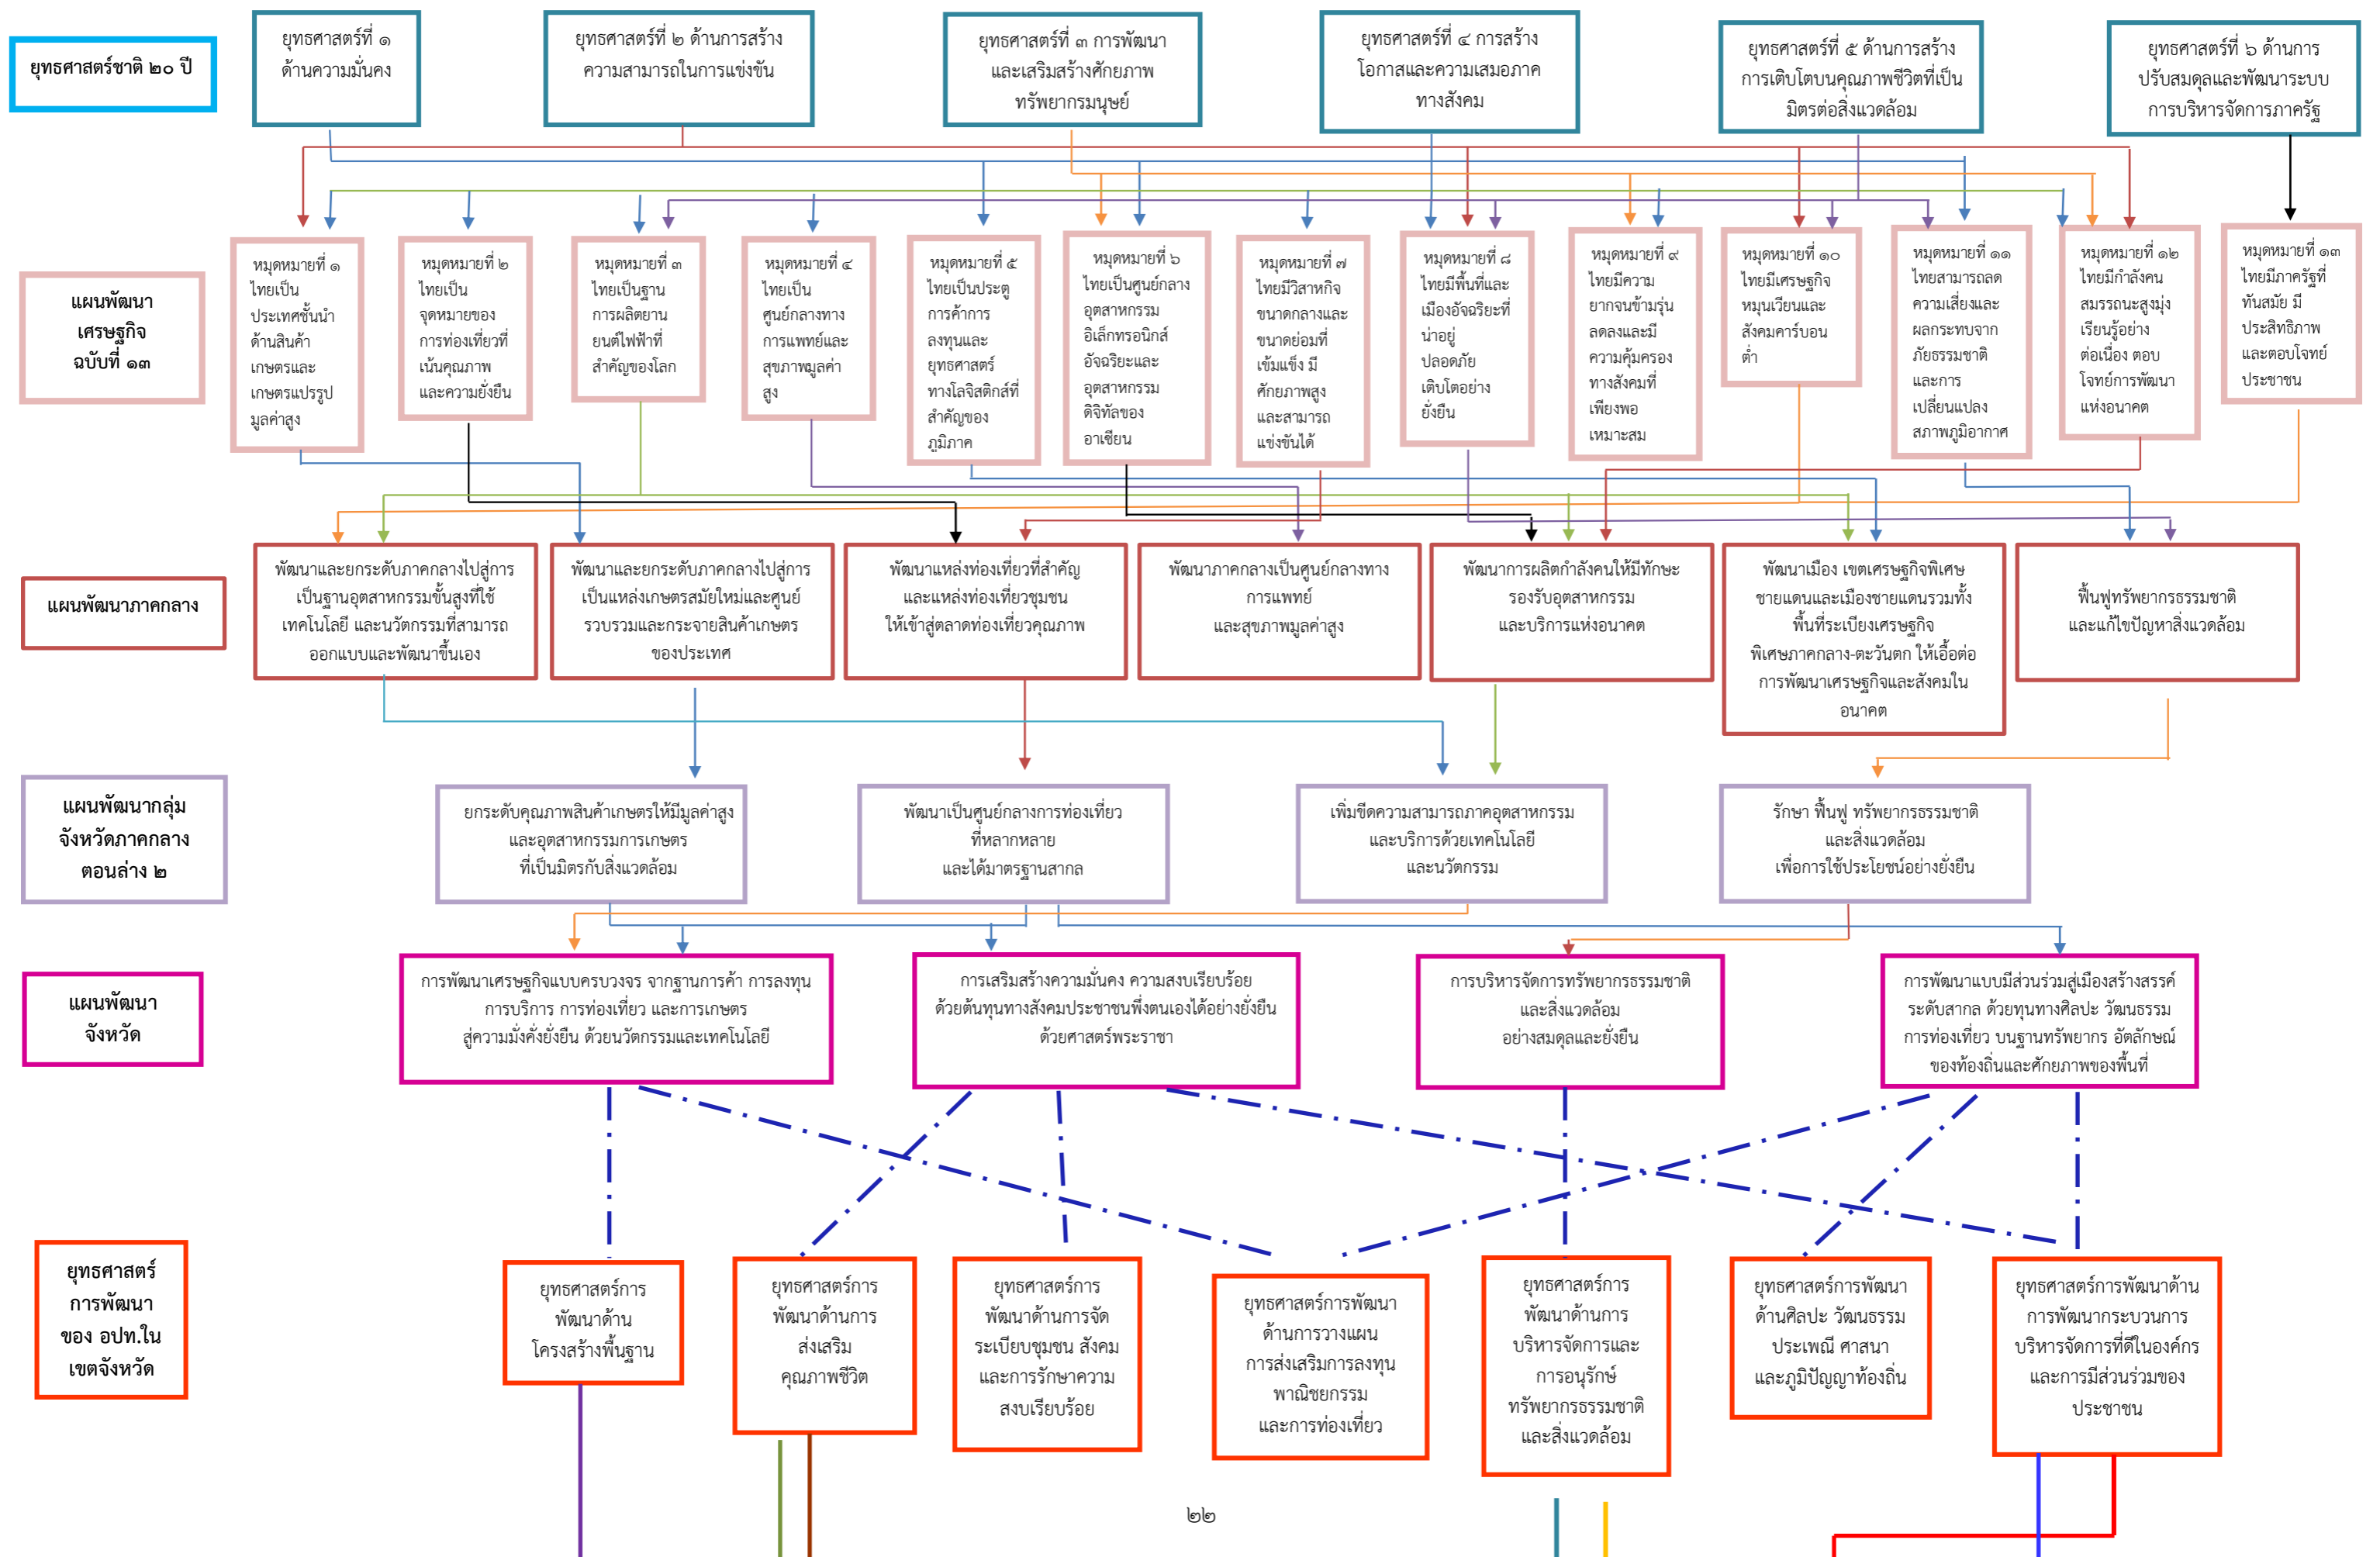 ยุทธศาสตร์ชาติ ๒๐ ปี
ยุทธศาสตร์ที่ ๑
ด้านความมั่นคง
ยุทธศาสตร์ที่ ๒ ด้านการสร้าง
ความสามารถในการแข่งขัน
ยุทธศาสตร์ที่ ๓ การพัฒนา
และเสริมสร้างศักยภาพ
ทรัพยากรมนุษย์
ยุทธศาสตร์ที่ ๔ การสร้าง
โอกาสและความเสมอภาค
ทางสังคม
ยุทธศาสตร์ที่ ๕ ด้านการสร้าง
การเติบโตบนคุณภาพชีวิตที่เป็น
มิตรต่อสิ่งแวดล้อม
ยุทธศาสตร์ที่ ๖ ด้านการ
ปรับสมดุลและพัฒนาระบบ
การบริหารจัดการภาครัฐ
แผนพัฒนา
เศรษฐกิจ
ฉบับที่ ๑๓
หมุดหมายที่ ๑
ไทยเป็น
ประเทศชั้นนำ
ด้านสินค้า
เกษตรและ
เกษตรแปรรูป
มูลค่าสูง
หมุดหมายที่ ๒
ไทยเป็น
จุดหมายของ
การท่องเที่ยวที่
เน้นคุณภาพ
และความยั่งยืน
หมุดหมายที่ ๓
ไทยเป็นฐาน
การผลิตยาน
ยนต์ไฟฟ้าที่
สำคัญของโลก
หมุดหมายที่ ๔
ไทยเป็น
ศูนย์กลางทาง
การแพทย์และ
สุขภาพมูลค่า
สูง
หมุดหมายที่ ๕
ไทยเป็นประตู
การค้าการ
ลงทุนและ
ยุทธศาสตร์
ทางโลจิสติกส์ที่
สำคัญของ
ภูมิภาค
หมุดหมายที่ ๖
ไทยเป็นศูนย์กลาง
อุตสาหกรรม
อิเล็กทรอนิกส์
อัจฉริยะและ
อุตสาหกรรม
ดิจิทัลของ
อาเซียน
หมุดหมายที่ ๗
ไทยมีวิสาหกิจ
ขนาดกลางและ
ขนาดย่อมที่
เข้มแข็ง มี
ศักยภาพสูง
และสามารถ
แข่งขันได้
หมุดหมายที่ ๘
ไทยมีพื้นที่และ
เมืองอัจฉริยะที่
น่าอยู่
ปลอดภัย
เติบโตอย่าง
ยั่งยืน
หมุดหมายที่ ๙
ไทยมีความ
ยากจนข้ามรุ่น
ลดลงและมี
ความคุ้มครอง
ทางสังคมที่
เพียงพอ
เหมาะสม
หมุดหมายที่ ๑๐
ไทยมีเศรษฐกิจ
หมุนเวียนและ
สังคมคาร์บอน
ต่ำ
หมุดหมายที่ ๑๑
ไทยสามารถลด
ความเสี่ยงและ
ผลกระทบจาก
ภัยธรรมชาติ
และการ
เปลี่ยนแปลง
สภาพภูมิอากาศ
หมุดหมายที่ ๑๒
ไทยมีกำลังคน
สมรรถนะสูงมุ่ง
เรียนรู้อย่าง
ต่อเนื่อง ตอบ
โจทย์การพัฒนา
แห่งอนาคต
หมุดหมายที่ ๑๓
ไทยมีภาครัฐที่
ทันสมัย มี
ประสิทธิภาพ
และตอบโจทย์
ประชาชน
แผนพัฒนาภาคกลาง
พัฒนาและยกระดับภาคกลางไปสู่การ
เป็นฐานอุตสาหกรรมขั้นสูงที่ใช้
เทคโนโลยี และนวัตกรรมที่สามารถ
ออกแบบและพัฒนาขึ้นเอง
พัฒนาและยกระดับภาคกลางไปสู่การ
เป็นแหล่งเกษตรสมัยใหม่และศูนย์
รวบรวมและกระจายสินค้าเกษตร
ของประเทศ
พัฒนาแหล่งท่องเที่ยวที่สำคัญ
และแหล่งท่องเที่ยวชุมชน
ให้เข้าสู่ตลาดท่องเที่ยวคุณภาพ
พัฒนาภาคกลางเป็นศูนย์กลางทาง
การแพทย์
และสุขภาพมูลค่าสูง
พัฒนาการผลิตกำลังคนให้มีทักษะ
รองรับอุตสาหกรรม
และบริการแห่งอนาคต
พัฒนาเมือง เขตเศรษฐกิจพิเศษ
ชายแดนและเมืองชายแดนรวมทั้ง
พื้นที่ระเบียงเศรษฐกิจ
พิเศษภาคกลาง-ตะวันตก ให้เอื้อต่อ
การพัฒนาเศรษฐกิจและสังคมใน
อนาคต
ฟื้นฟูทรัพยากรธรรมชาติ
และแก้ไขปัญหาสิ่งแวดล้อม
แผนพัฒนากลุ่ม
จังหวัดภาคกลาง
ตอนล่าง ๒
ยกระดับคุณภาพสินค้าเกษตรให้มีมูลค่าสูง
และอุตสาหกรรมการเกษตร
ที่เป็นมิตรกับสิ่งแวดล้อม
พัฒนาเป็นศูนย์กลางการท่องเที่ยว
ที่หลากหลาย
และได้มาตรฐานสากล
เพิ่มขีดความสามารถภาคอุตสาหกรรม
และบริการด้วยเทคโนโลยี
และนวัตกรรม
รักษา ฟื้นฟู ทรัพยากรธรรมชาติ
และสิ่งแวดล้อม
เพื่อการใช้ประโยชน์อย่างยั่งยืน
แผนพัฒนา
จังหวัด
การพัฒนาเศรษฐกิจแบบครบวงจร จากฐานการค้า การลงทุน
การบริการ การท่องเที่ยว และการเกษตร
สู่ความมั่งคั่งยั่งยืน ด้วยนวัตกรรมและเทคโนโลยี
การเสริมสร้างความมั่นคง ความสงบเรียบร้อย
ด้วยต้นทุนทางสังคมประชาชนพึ่งตนเองได้อย่างยั่งยืน
ด้วยศาสตร์พระราชา
การบริหารจัดการทรัพยากรธรรมชาติ
และสิ่งแวดล้อม
อย่างสมดุลและยั่งยืน
การพัฒนาแบบมีส่วนร่วมสู่เมืองสร้างสรรค์
ระดับสากล ด้วยทุนทางศิลปะ วัฒนธรรม
การท่องเที่ยว บนฐานทรัพยากร อัตลักษณ์
ของท้องถิ่นและศักยภาพของพื้นที่
ยุทธศาสตร์
การพัฒนา
ของ อปท.ใน
เขตจังหวัด
ยุทธศาสตร์การ
พัฒนาด้าน
โครงสร้างพื้นฐาน
ยุทธศาสตร์การ
พัฒนาด้านการ
ส่งเสริม
คุณภาพชีวิต
ยุทธศาสตร์การ
พัฒนาด้านการจัด
ระเบียบชุมชน สังคม
และการรักษาความ
สงบเรียบร้อย
ยุทธศาสตร์การพัฒนา
ด้านการวางแผน
การส่งเสริมการลงทุน
พาณิชยกรรม
และการท่องเที่ยว
ยุทธศาสตร์การ
พัฒนาด้านการ
บริหารจัดการและ
การอนุรักษ์
ทรัพยากรธรรมชาติ
และสิ่งแวดล้อม
ยุทธศาสตร์การพัฒนา
ด้านศิลปะ วัฒนธรรม
ประเพณี ศาสนา
และภูมิปัญญาท้องถิ่น
ยุทธศาสตร์การพัฒนาด้าน
การพัฒนากระบวนการ
บริหารจัดการที่ดีในองค์กร
และการมีส่วนร่วมของ
ประชาชน
๒๒